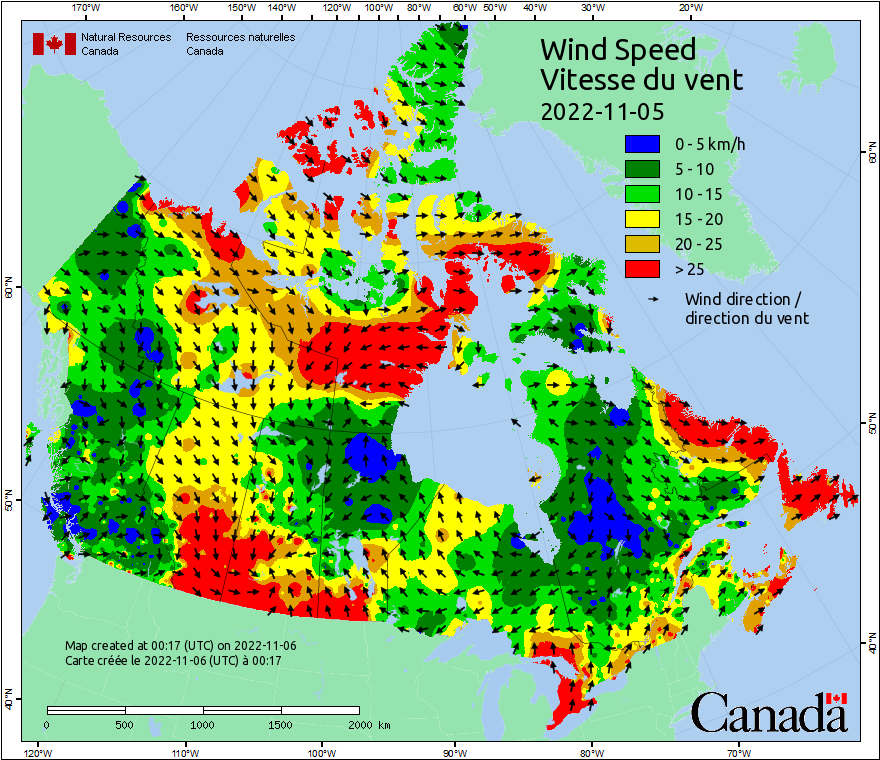 170°W 160°W 150°W 140°W 120°W 100°W 80°W 60°W 50°W 40°W 30°W 20°W
Natural Resources Ressources naturelles
Canada Canada
Wind Speed
Vitesse du vent
2022-11-05
0 - 5 km/h
5 - 10
10 - 15
15 - 20
20 - 25
> 25
Wind direction /
direction du vent
60°N
60°N
50°N
50°N
40°N
40°N
Map created at 00:17 (UTC) on 2022-11-06
Carte créée le 2022-11-06 (UTC) à 00:17
0 500 1000 1500 2000 km
Canada
120°W 110°W 100°W 90°W 80°W 70°W